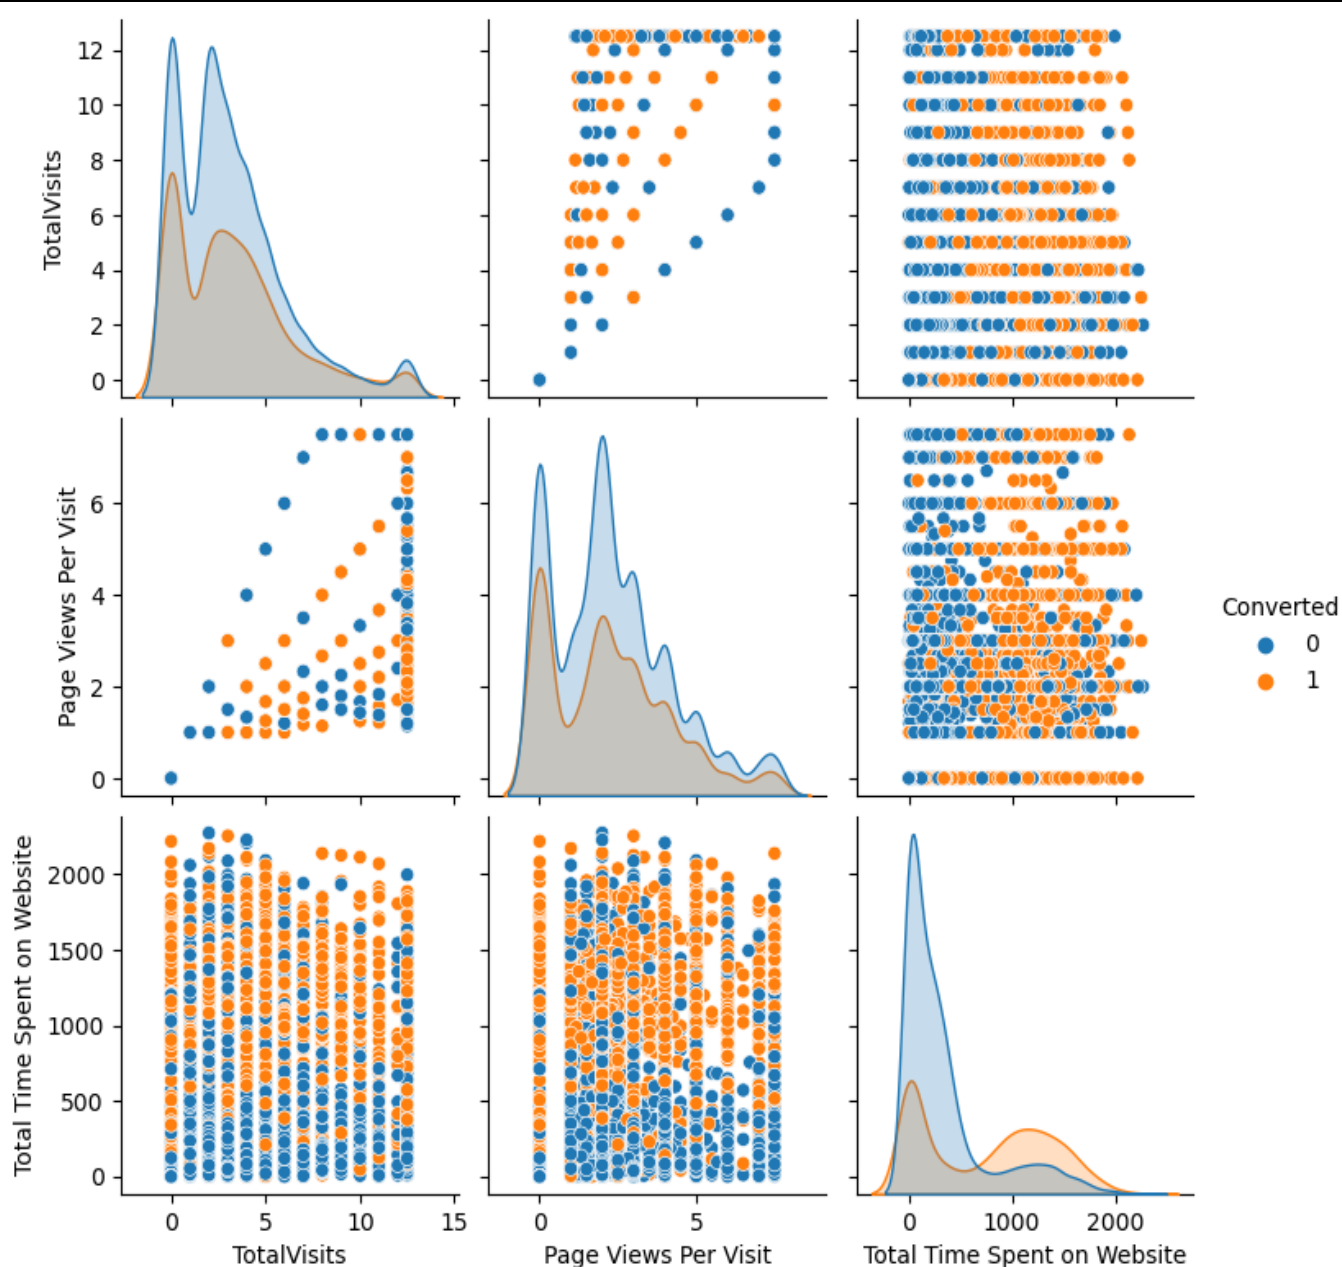 12
10
8
6
4
2
0
TotalVisits
6
4
2
0
Page Views Per Visit
Converted
0
1
2000
1500
1000
500
0
Total Time Spent on Website
0 5 10 15
0 5
0 1000 2000
TotalVisits
Page Views Per Visit
Total Time Spent on Website